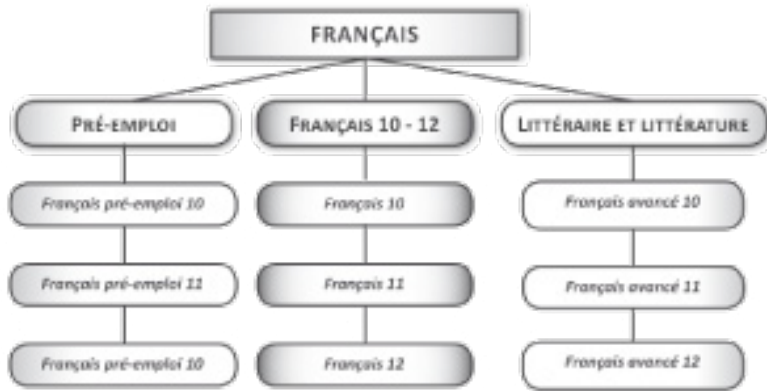 FRANÇAIS
PRÉ-EMPLOI
FRANÇAIS 10 - 12
LITTÉRAIRE ET LITTÉRATURE
Français pré-emploi 10
Français 10
Français avancé 10
Français pré-emploi 11
Français 11
Français avancé 11
Français pré-emploi 10
Français 12
Français avancé 12